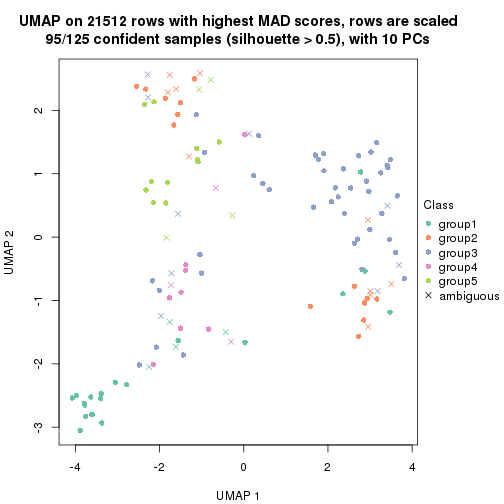 UMAP on 21512 rows with highest MAD scores, rows are scaled
95/125 confident samples (silhouette > 0.5), with 10 PCs
2
1
0
-1
-2
-3
UMAP 2
-4
-2
0
2
4
UMAP 1
Class
group1
group2
group3
group4
group5
ambiguous